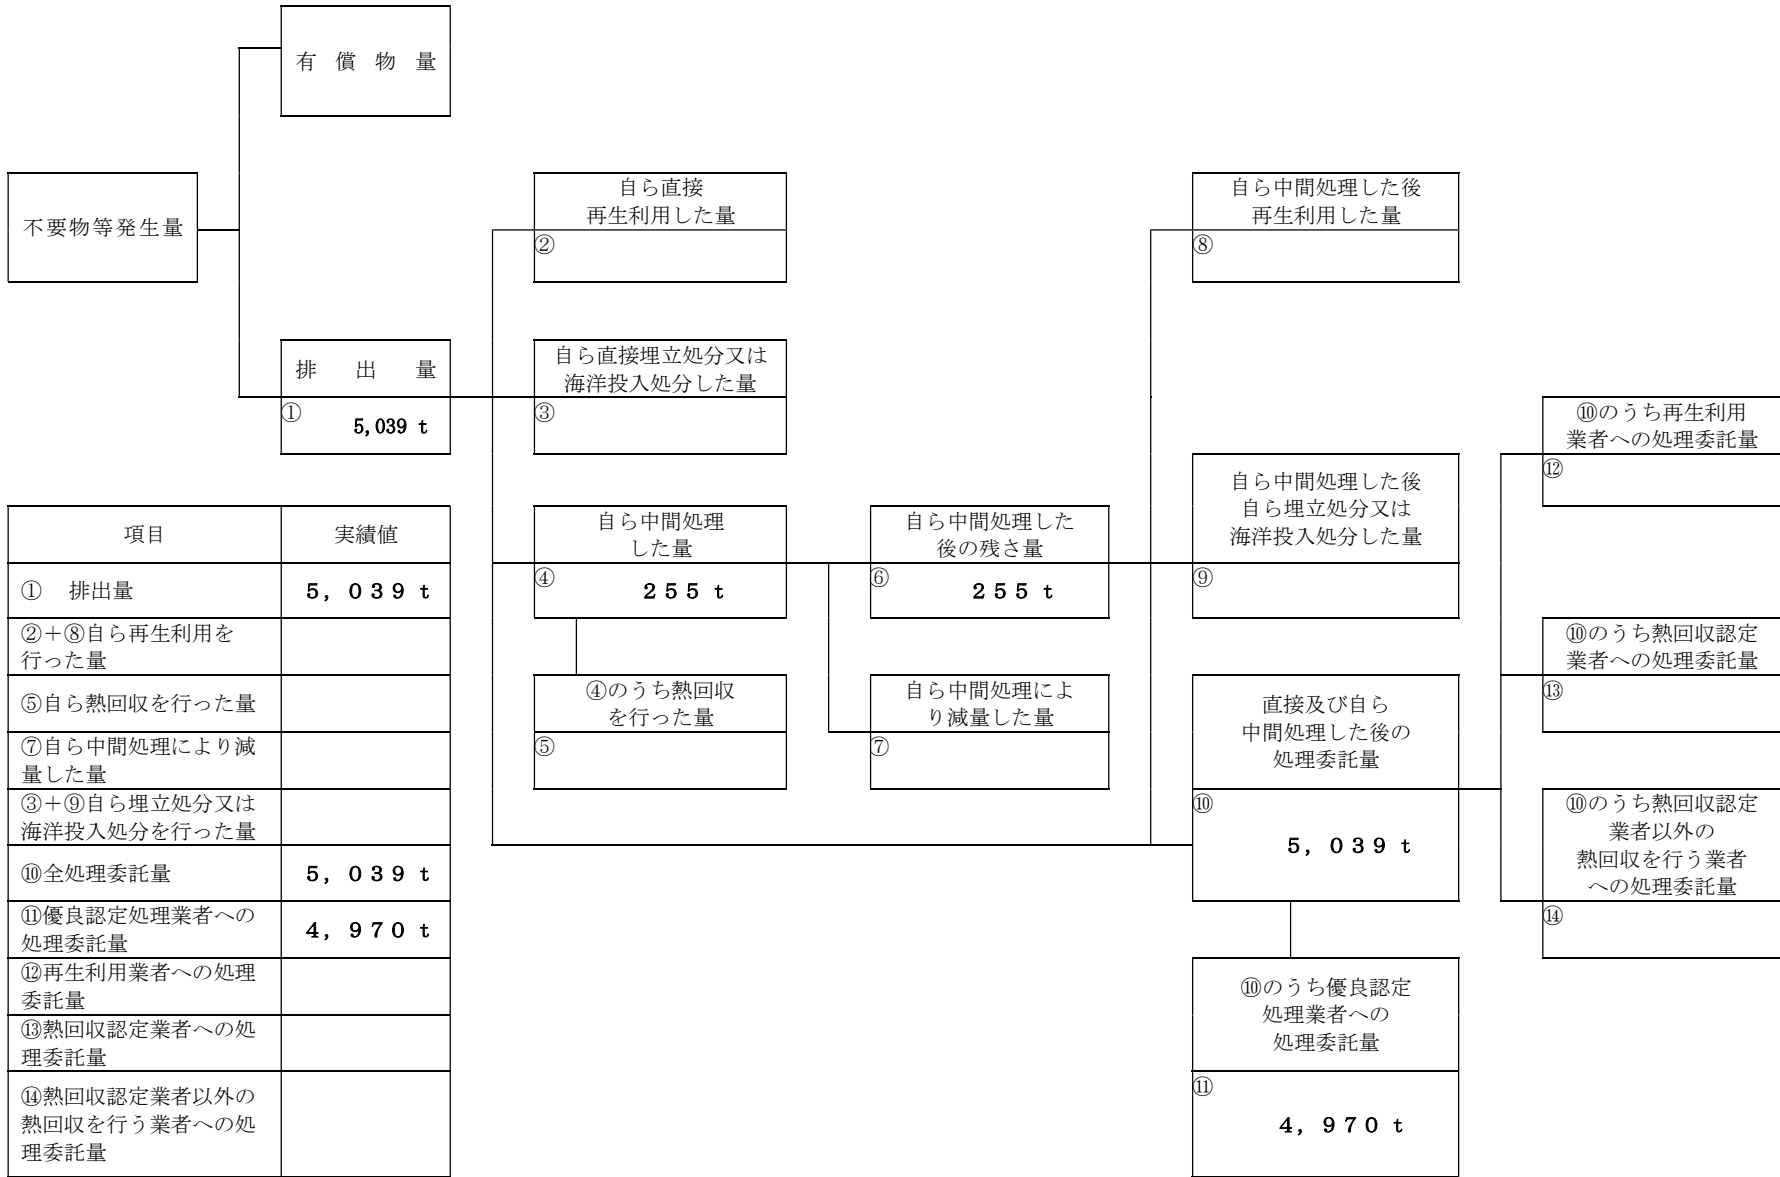 有償物量
不要物等発生量
排出量
①
5,039 t
自ら直接
再生利用した量
②
自ら直接埋立処分又は
海洋投入処分した量
③
自ら中間処理
した量
④
２５５ｔ
④のうち熱回収
を行った量
⑤
自ら中間処理した
後の残さ量
⑥
２５５ｔ
自ら中間処理によ
り減量した量
⑦
自ら中間処理した後
再生利用した量
⑧
自ら中間処理した後
自ら埋立処分又は
海洋投入処分した量
⑨
直接及び自ら
中間処理した後の
処理委託量
⑩
５，０３９ｔ
⑩のうち優良認定
処理業者への
処理委託量
⑪
４，９７０ｔ
⑩のうち再生利用
業者への処理委託量
⑫
⑩のうち熱回収認定
業者への処理委託量
⑬
⑩のうち熱回収認定
業者以外の
熱回収を行う業者
への処理委託量
⑭
項目 実績値
① 排出量 ５，０３９ｔ
②＋⑧自ら再生利用を
行った量
⑤自ら熱回収を行った量
⑦自ら中間処理により減
量した量
③＋⑨自ら埋立処分又は
海洋投入処分を行った量
⑩全処理委託量 ５，０３９ｔ
⑪優良認定処理業者への
処理委託量 ４，９７０ｔ
⑫再生利用業者への処理
委託量
⑬熱回収認定業者への処
理委託量
⑭熱回収認定業者以外の
熱回収を行う業者への処
理委託量